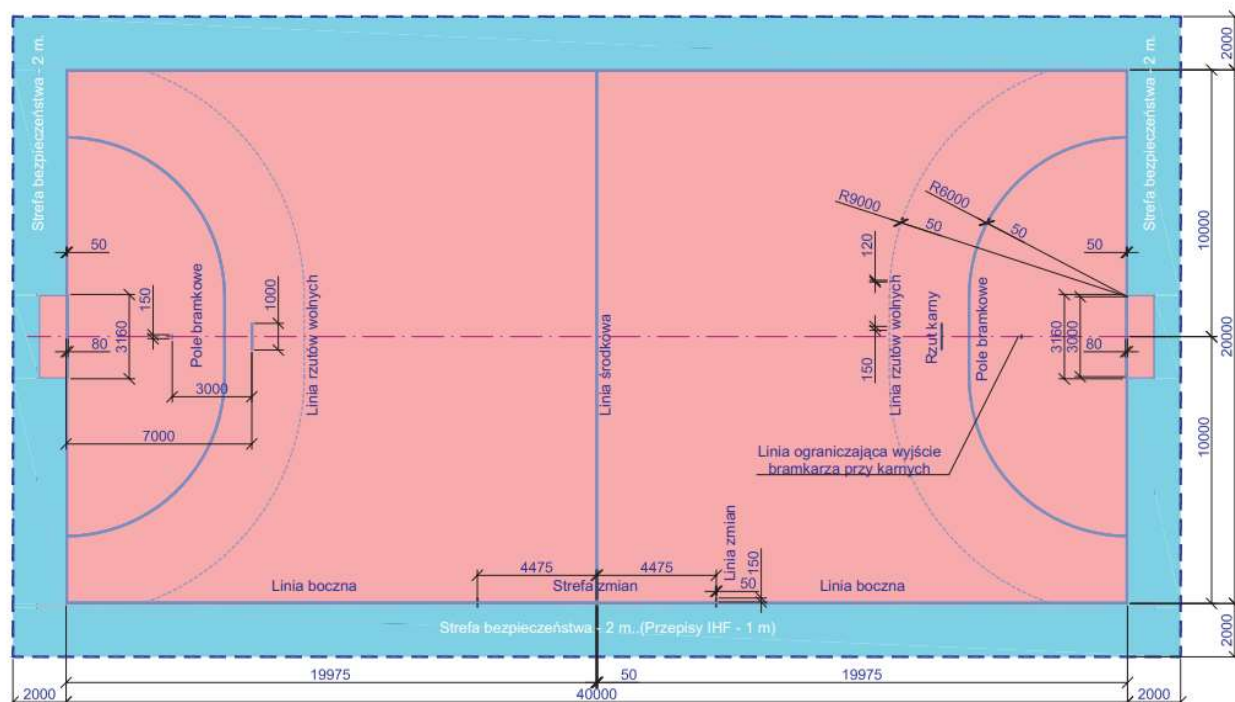 Strefa bezpieczeństwa - 2 m.
Strefa bezpieczeństwa - 2 m.
2000
10000
20000
10000
2000
50
150
3160
80
Pole bramkowe
1000
3000
7000
Linia rzutów wolnych
Linia środkowa
R9000
50
R6000
50
120
150
Linia rzutów wolnych
Rzut karny
Pole bramkowe
50
3160
3000
80
Linia ograniczająca wyjście
bramkarza przy karnych
4475
4475
Linia zmian
150
50
Linia boczna
Strefa zmian
Linia boczna
Strefa bezpieczeństwa - 2 m..(Przepisy IHF - 1 m)
19975
50
19975
2000
40000
2000